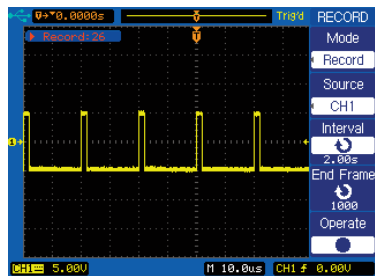 0.0000s
Trig'd
RECORD
Record:26
T
Mode
Record
Source
CH1
Interval
2.00s
End Frame
1000
Operate
1
CH1 5.00V
M 10.0us
CH1 0.00V